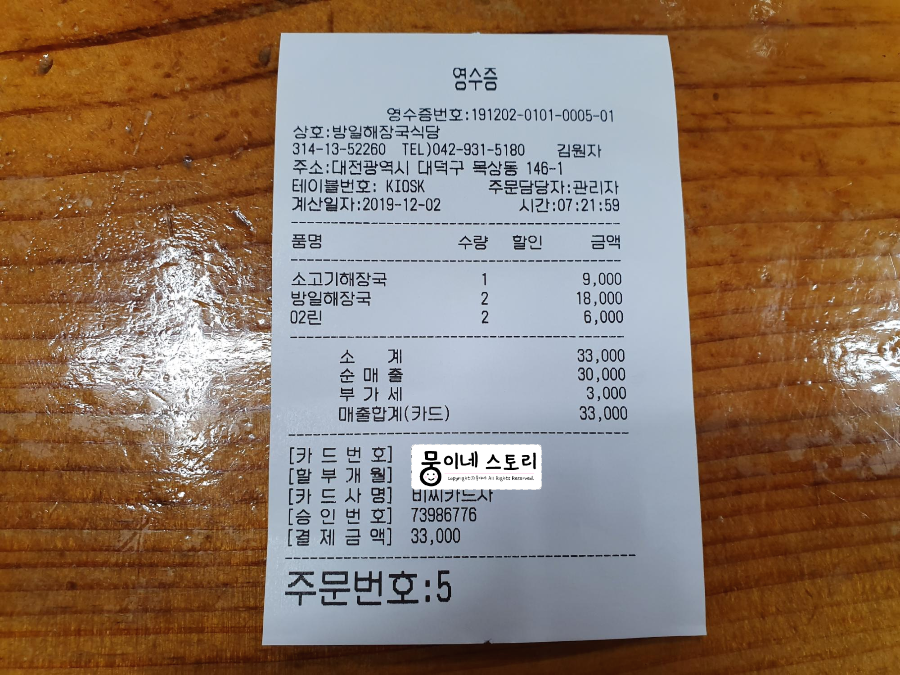 영수증
영수증번호:191202-0101-0005-01
상호:방일해장국식당
314-13-52260 TEL)042-931-5180 김원자
주소:대전광역시 대덕구 목상동 146-1
테이블번호: KIOSK 주문담당자:관리자
계산일자:2019-12-02 시간:07:21:59
품명 수량 할인 금액
소고기해장국 1 9,000
방일해장국 2 18,000
02린 2 6,000
소 계 33,000
순 매 출 30,000
부 가 세 3,000
매출합계(카드) 33,000
[카 드 번 호]
뭉이네 스토리
[할 부 개 월]
[카 드 사 명] 비씨카드사
[승 인 번 호] 73986776
[결 제 금 액] 33,000
주문번호:5